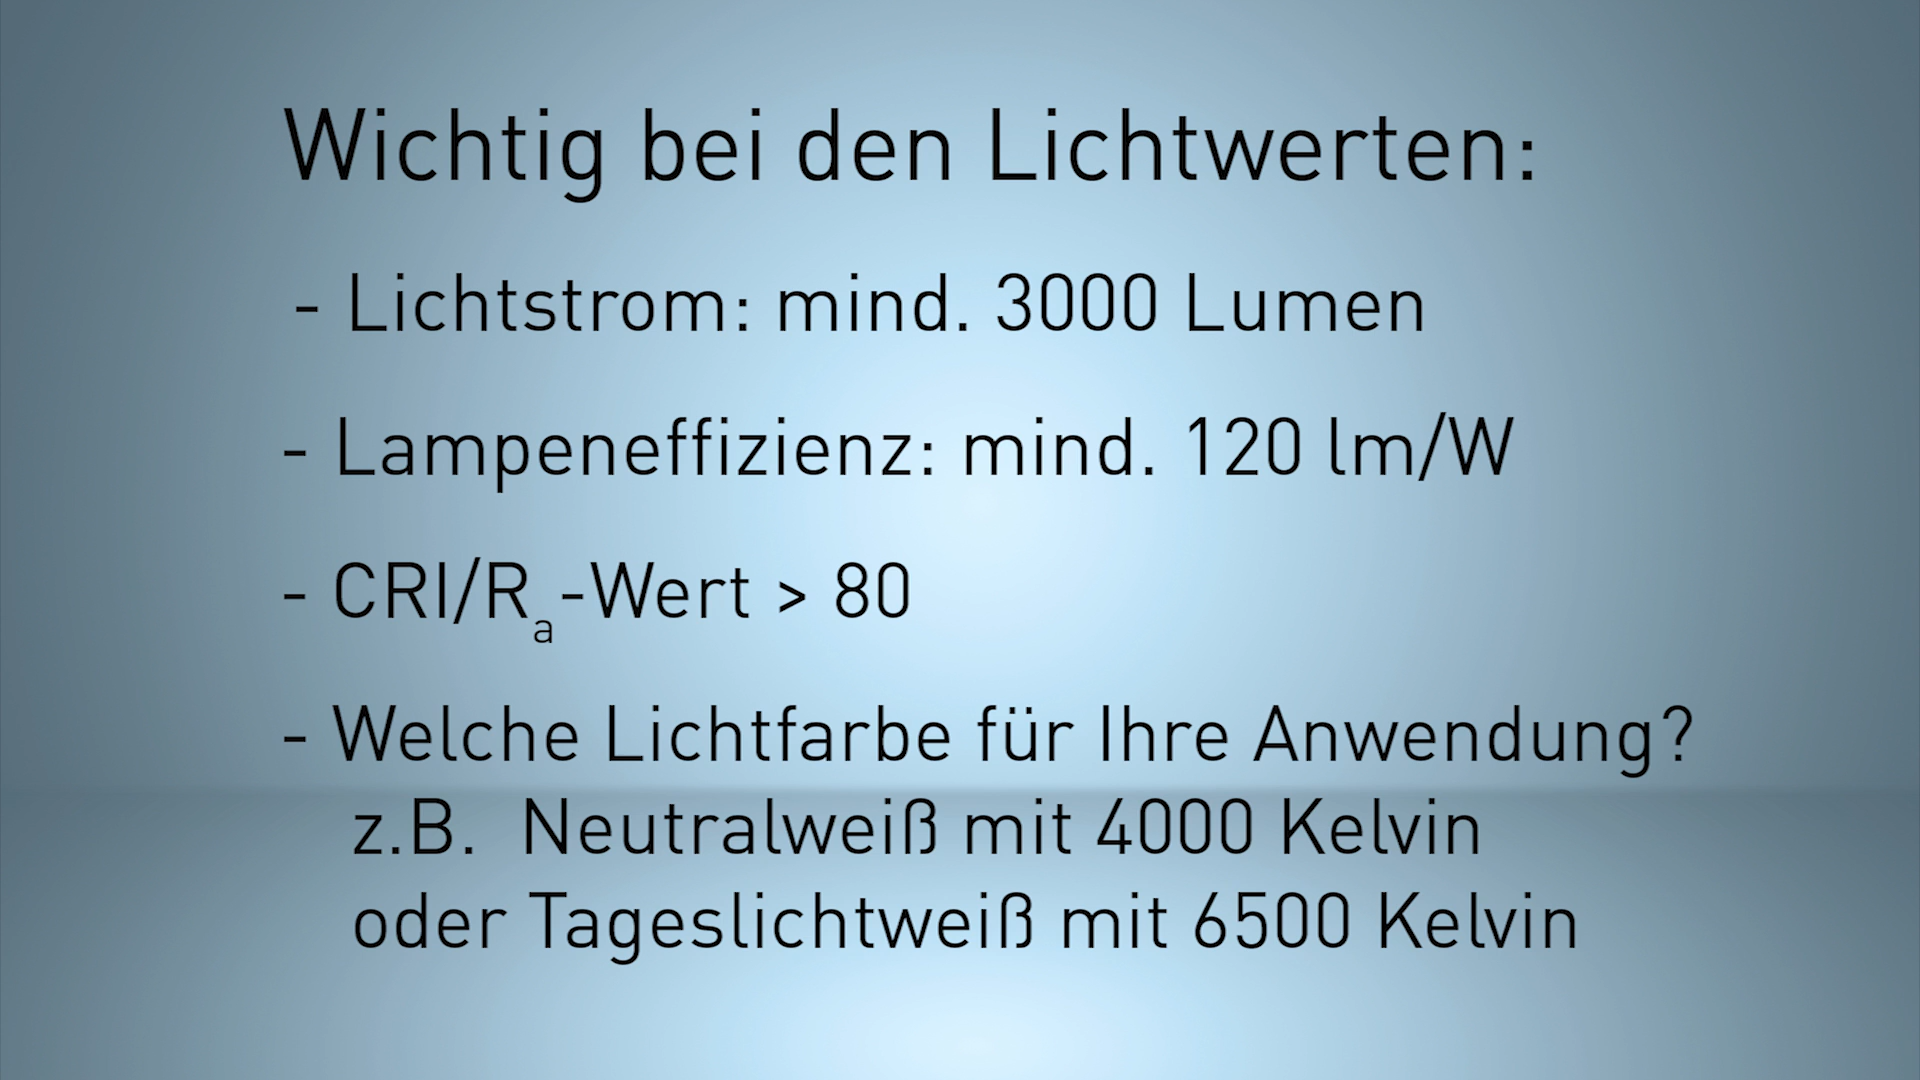 Wichtig bei den Lichtwerten:
- Lichtstrom: mind. 3000 Lumen
- Lampeneffizienz: mind. 120 lm/W
- CRI/Ra-Wert > 80
- Welche Lichtfarbe für Ihre Anwendung?
z.B. Neutralweiß mit 4000 Kelvin
oder Tageslichtweiß mit 6500 Kelvin